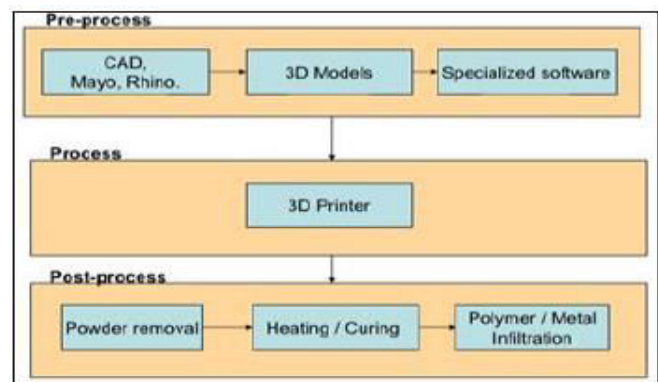 Pre-process
CAD,
Mayo, Rhino.
3D Models
Specialized software
Process
3D Printer
Post-process
Powder removal
Heating / Curing
Polymer / Metal
Infiltration